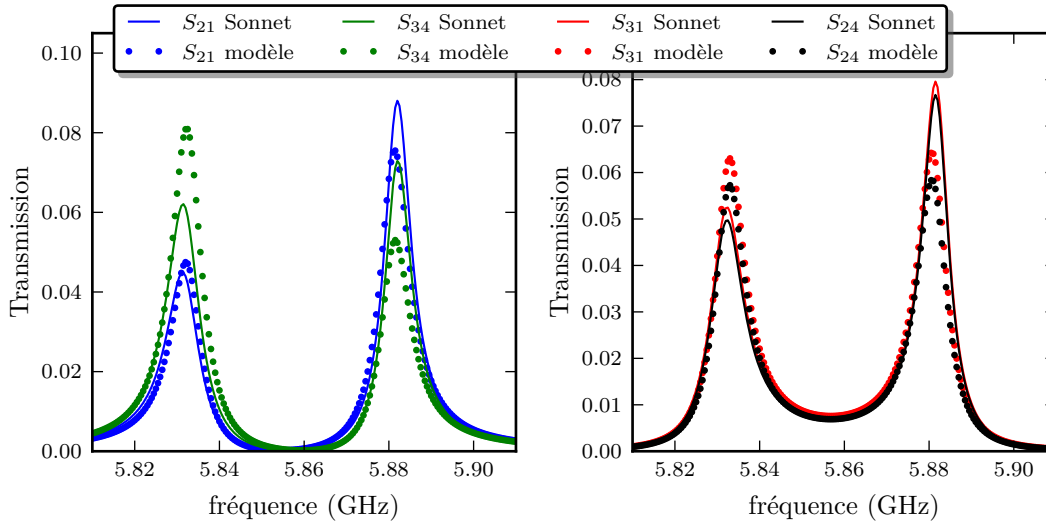 S21 Sonnet S34 Sonnet S31 Sonnet S24 Sonnet
S21 modèle S34 modèle S31 modèle S24 modèle
0.10
0.08
0.06
0.04
0.02
0.00
Transmission
5.82 5.84 5.86 5.88 5.90
fréquence (GHz)
0.08
0.07
0.06
0.05
0.04
0.03
0.02
0.01
0.00
Transmission
5.82 5.84 5.86 5.88 5.90
fréquence (GHz)